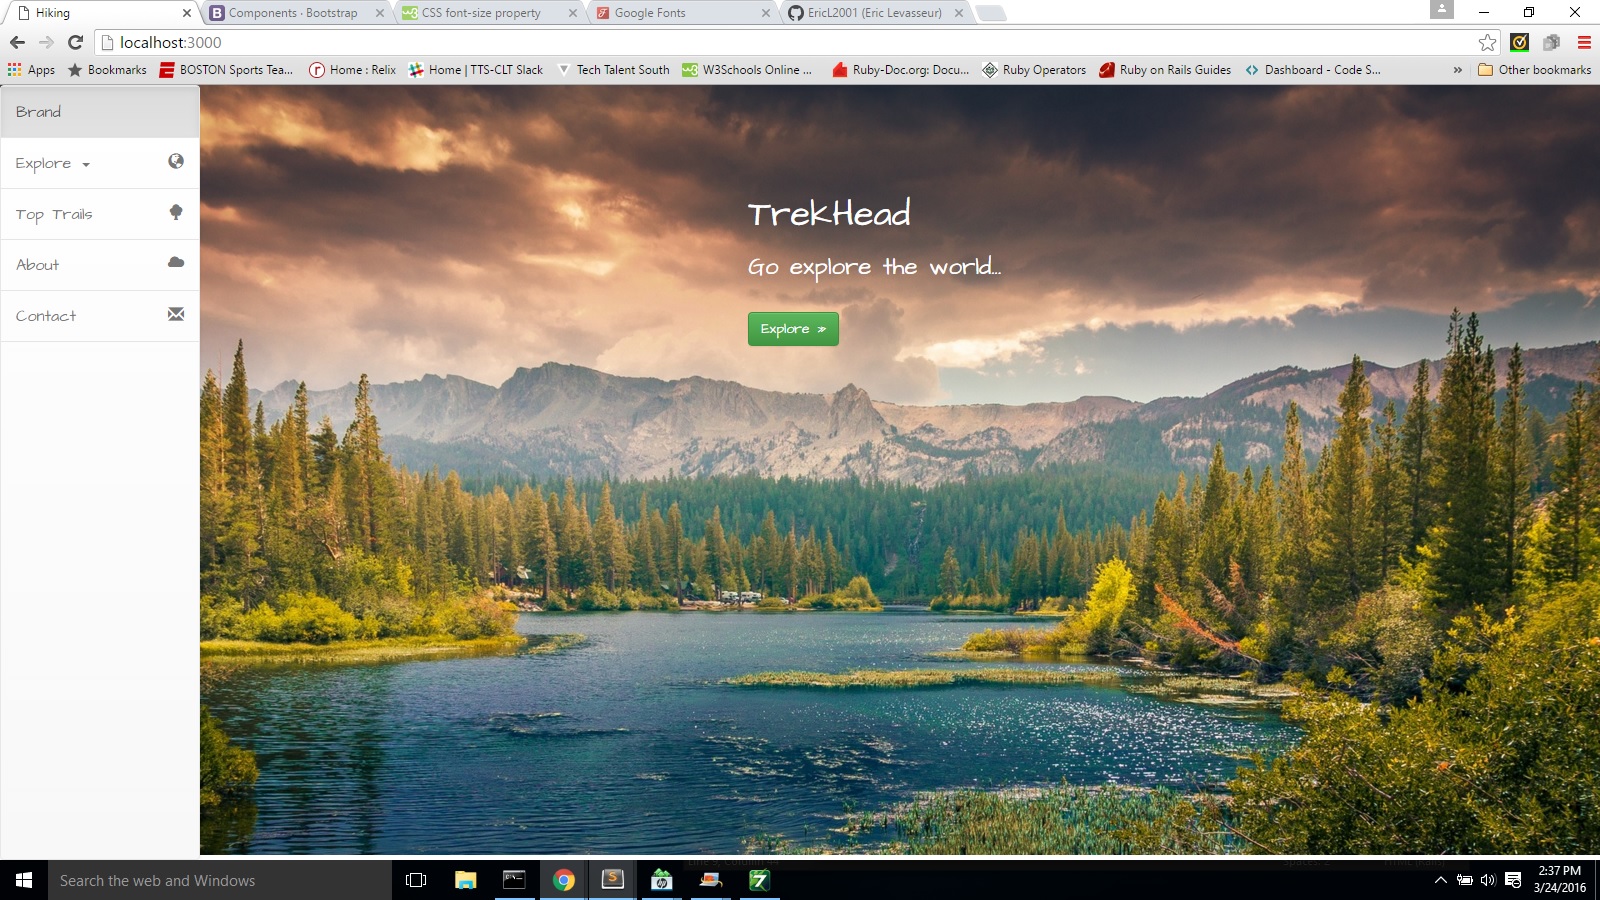 Hiking
Components · Bootstrap
CSS font-size property
Google Fonts
EricL2001 (Eric Levasseur)
localhost:3000
Apps
Bookmarks
BOSTON Sports Tea...
Home : Relix
Home | TTS-CLT Slack
Tech Talent South
W3Schools Online ...
Ruby-Doc.org: Docu...
Ruby Operators
Ruby on Rails Guides
Dashboard - Code S...
»
Other bookmarks
Brand
Explore
Top Trails
About
Contact
TrekHead
Go explore the world...
Explore »
Search the web and Windows
2:37 PM
3/24/2016